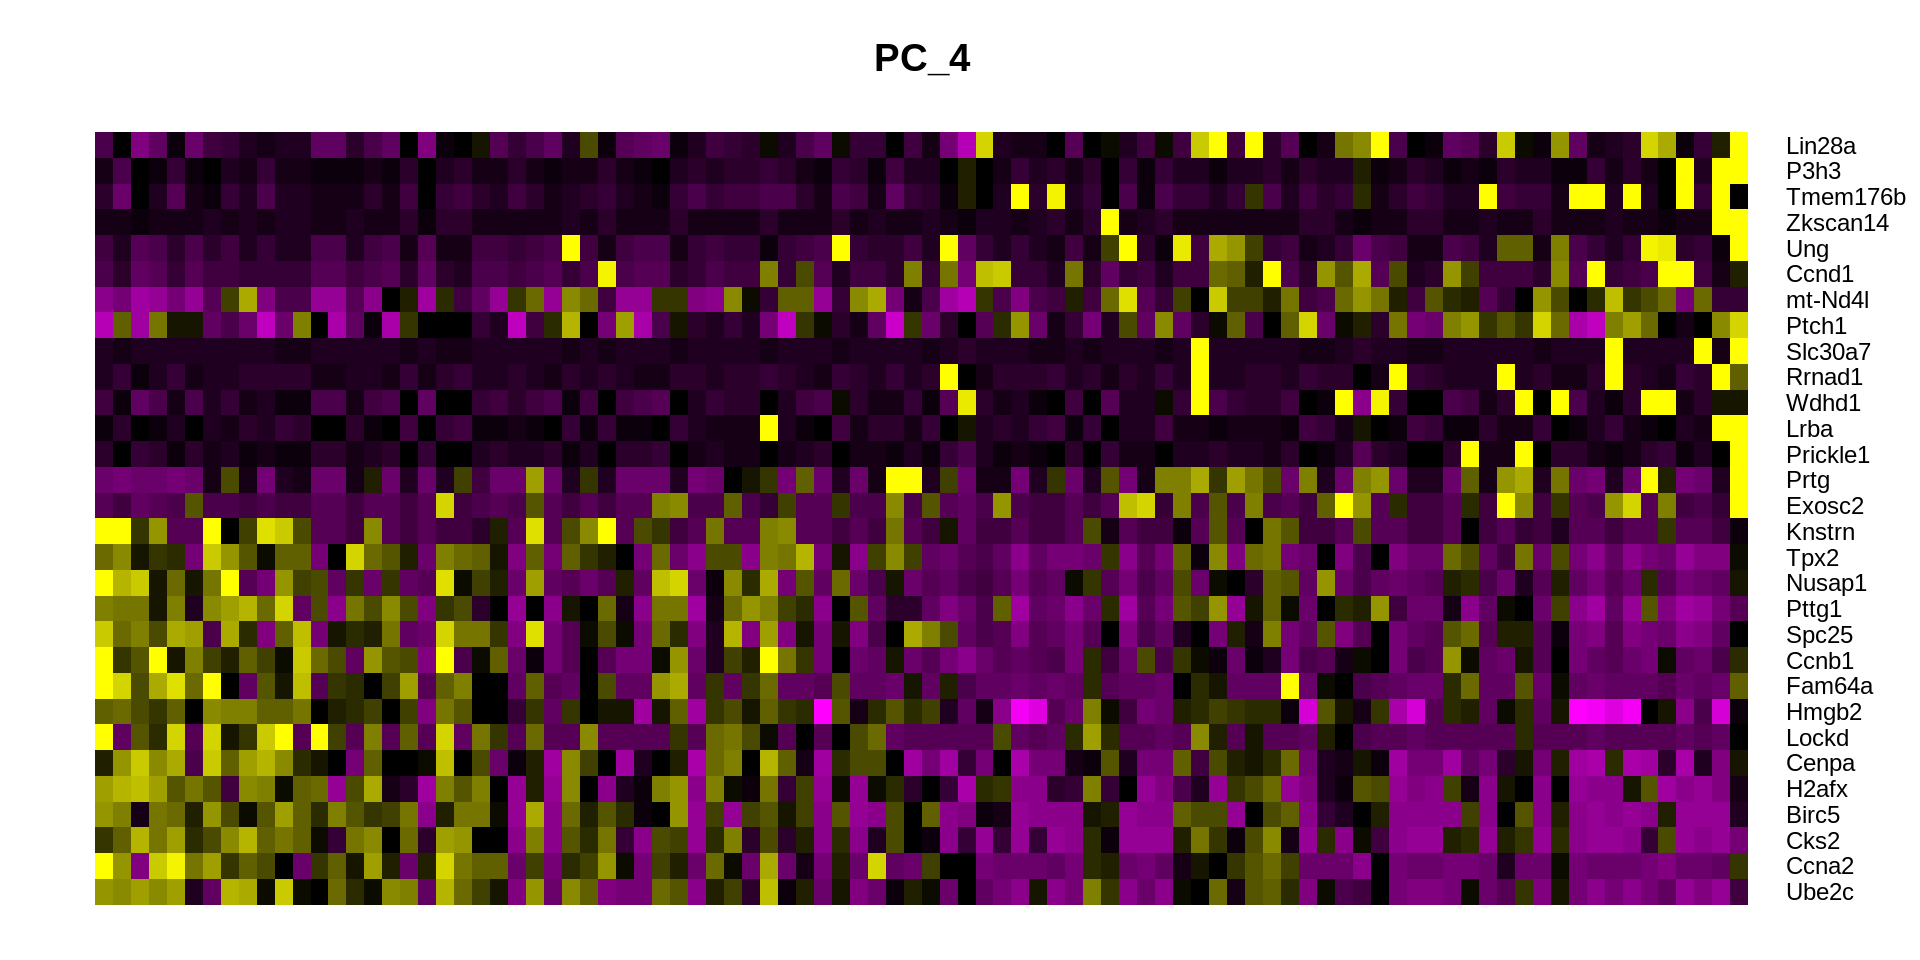 PC_4
Lin28a
P3h3
Tmem176b
Zkscan14
Ung
Ccnd1
mt-Nd4l
Ptch1
Slc30a7
Rrnad1
Wdhd1
Lrba
Prickle1
Prtg
Exosc2
Knstrn
Tpx2
Nusap1
Pttg1
Spc25
Ccnb1
Fam64a
Hmgb2
Lockd
Cenpa
H2afx
Birc5
Cks2
Ccna2
Ube2c